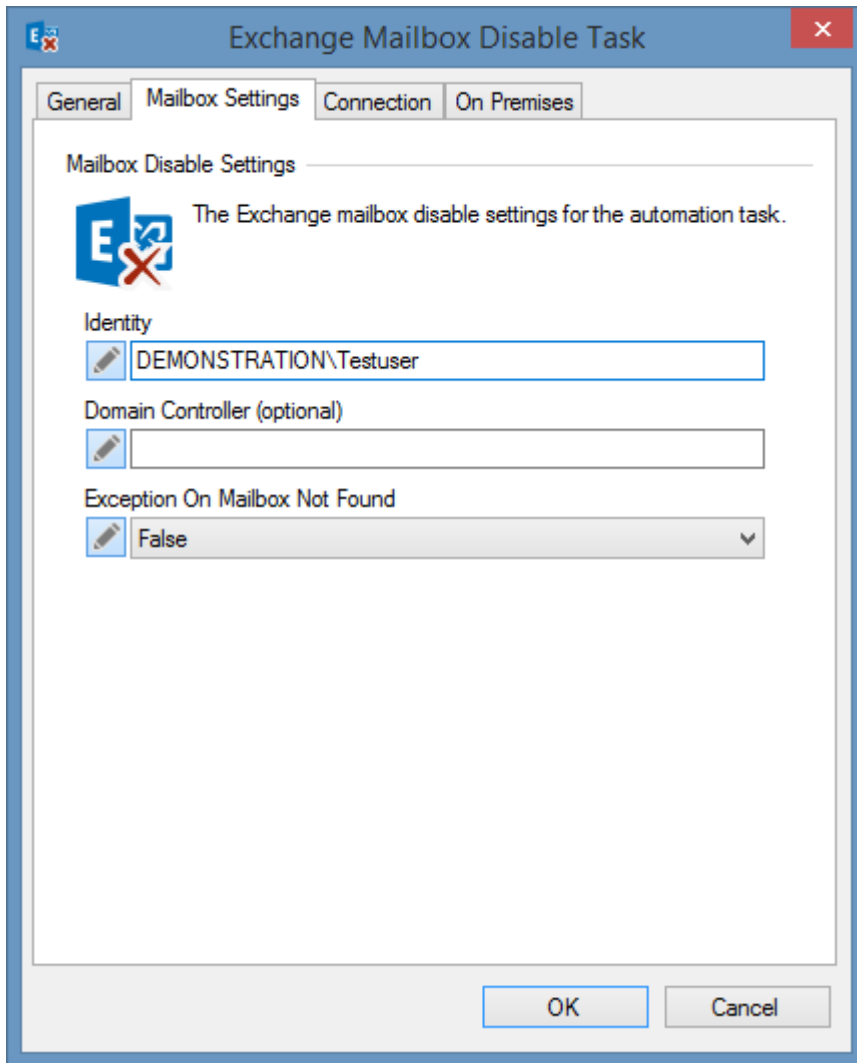 Exchange Mailbox Disable Task
General Mailbox Settings Connection On Premises
Mailbox Disable Settings
The Exchange mailbox disable settings for the automation task.
Identity
DEMONSTRATION\Testuser
Domain Controller (optional)
Exception On Mailbox Not Found
False
OK Cancel